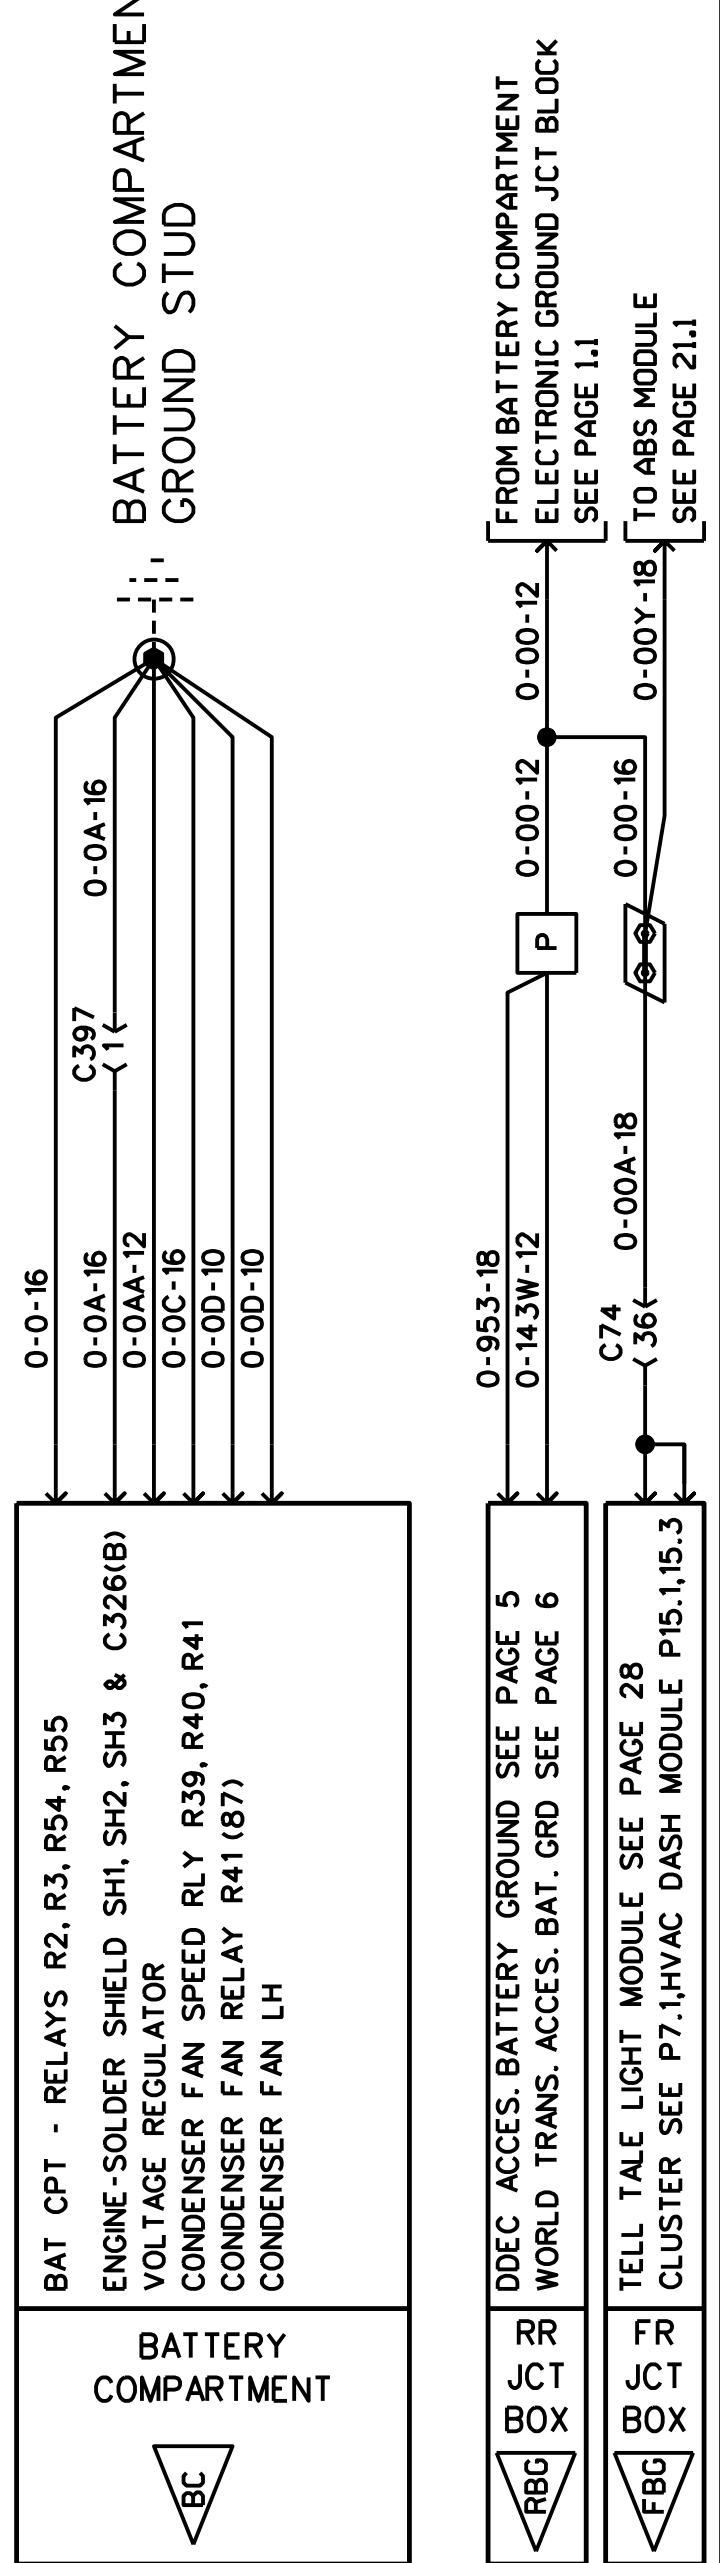 BATTERY
GROUND STUD
0-0-16
0-0A-16
C397
1
0-0A-16
0-0AA-12
0-0C-16
0-0D-10
0-0D-10
BAT CPT - RELAYS R2, R3, R54, R55
ENGINE-SOLDER SHIELD SH1, SH2, SH3 & C326(B)
VOLTAGE REGULATOR
CONDENSER FAN SPEED RLY R39, R40, R41
CONDENSER FAN RELAY R41 (87)
CONDENSER FAN LH
BATTERY
COMPARTMENT
BC
FROM BATTERY COMPARTMENT
ELECTRONIC GROUND JCT BLOCK
SEE PAGE 1.1
TO ABS MODULE
SEE PAGE 21.1
0-00-12
0-00Y-18
0-00-12
0-00-16
P
0-953-18
0-143W-12
0-00A-18
C74
36
DDEC ACCES. BATTERY GROUND SEE PAGE 5
WORLD TRANS. ACCES. BAT. GRD SEE PAGE 6
RR
JCT
BOX
RBG
TELL TALE LIGHT MODULE SEE PAGE 28
CLUSTER SEE P7.1,HVAC DASH MODULE P15.1,15.3
FR
JCT
BOX
FBG